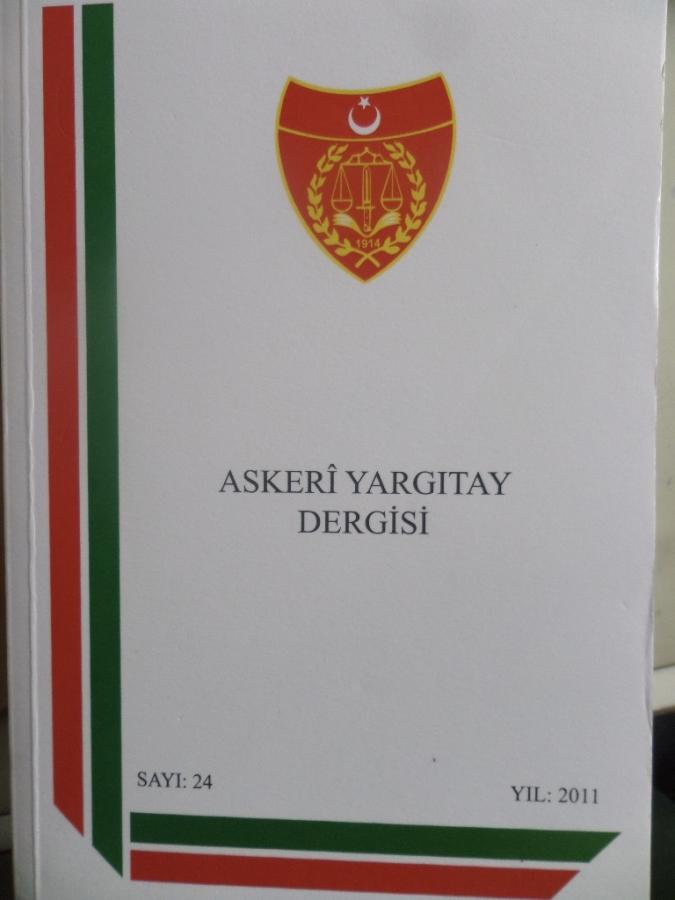 1914
ASKERÎ YARGITAY
DERGİSİ
SAYI: 24
YIL: 2011